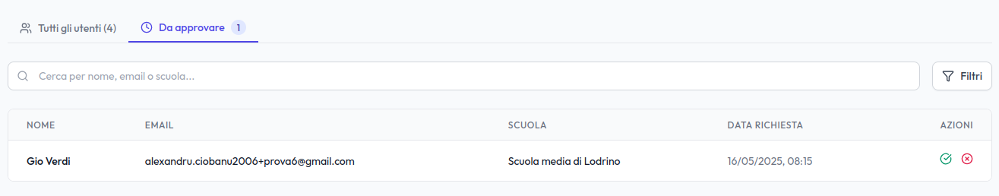 Tutti gli utenti (4) Da approvare 1
Cerca per nome, email o scuola...
Filtri
NOME EMAIL SCUOLA DATA RICHIESTA AZIONI
Gio Verdi alexandru.ciobanu2006+prova6@gmail.com Scuola media di Lodrino 16/05/2025, 08:15